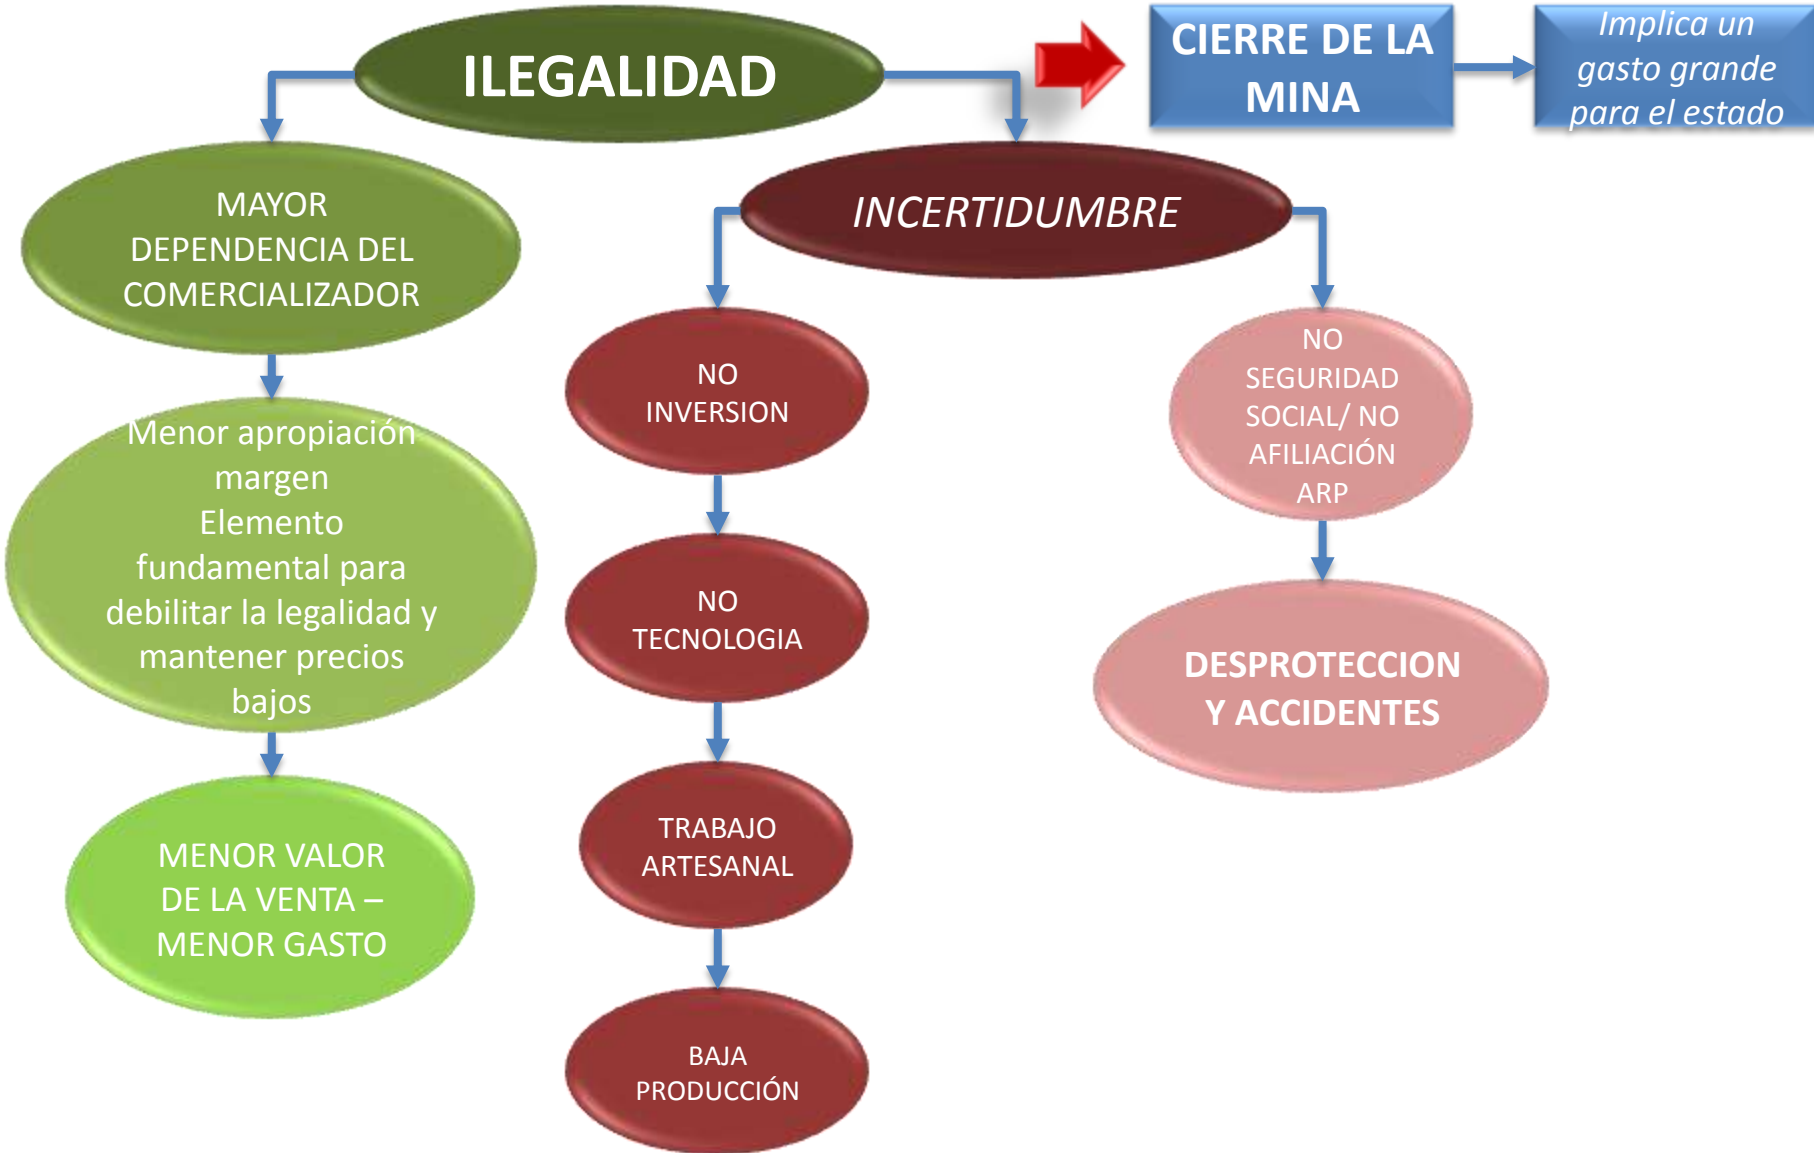 ILEGALIDAD
CIERRE DE LA
MINA
Implica un
gasto grande
para el estado
MAYOR
DEPENDENCIA DEL
COMERCIALIZADOR
INCERTIDUMBRE
Menor apropiación
margen
Elemento
fundamental para
debilitar la legalidad y
mantener precios
bajos
MENOR VALOR
DE LA VENTA –
MENOR GASTO
NO
INVERSION
NO
TECNOLOGIA
TRABAJO
ARTESANAL
BAJA
PRODUCCIÓN
NO
SEGURIDAD
SOCIAL/ NO
AFILIACIÓN
ARP
DESPROTECCION
Y ACCIDENTES